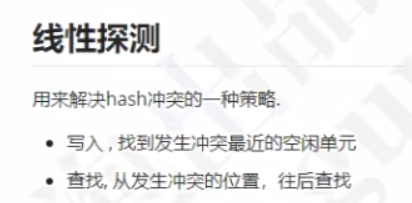 线性探测
用来解决hash冲突的一种策略.
写入 , 找到发生冲突最近的空闲单元
查找, 从发生冲突的位置，往后查找